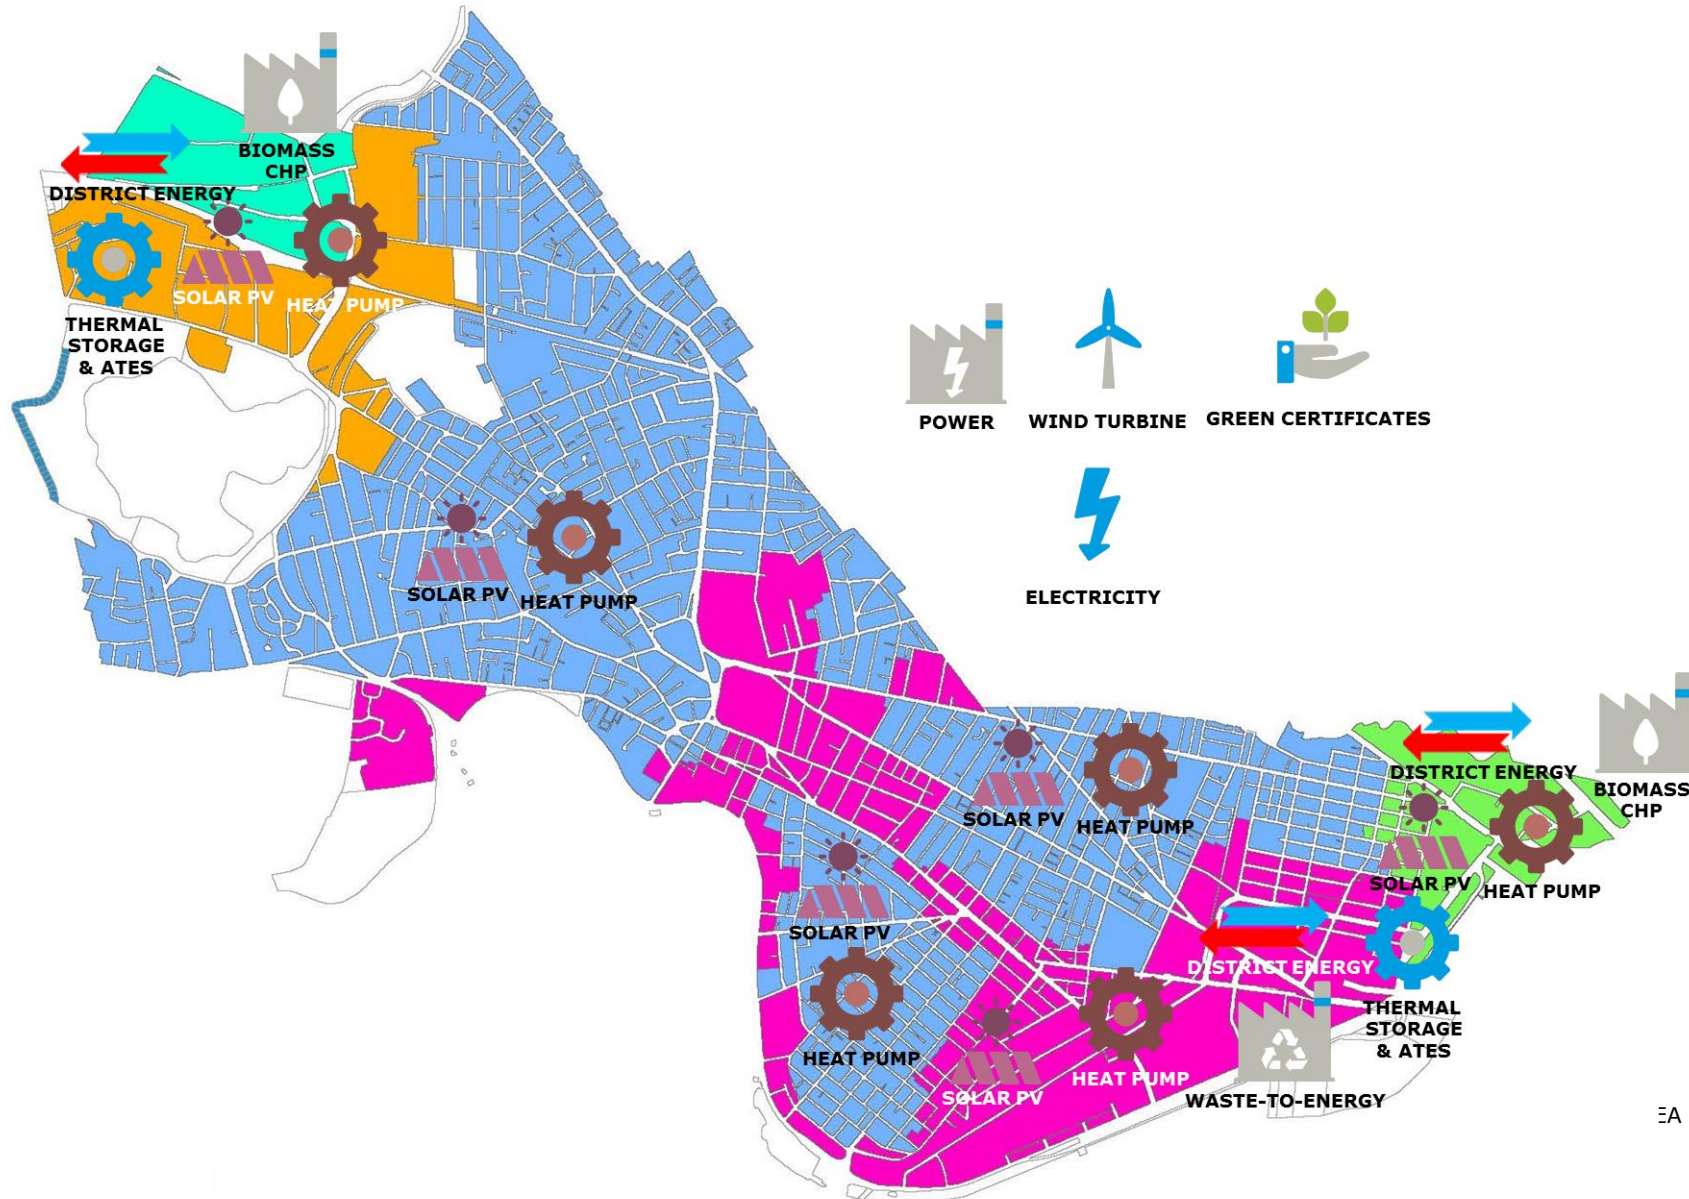 BIOMASS
CHP
DISTRICT ENERGY
SOLAR PV
HEAT PUMP
THERMAL
STORAGE
& ATES
POWER
WIND TURBINE
GREEN CERTIFICATES
ELECTRICITY
SOLAR PV
HEAT PUMP
DISTRICT ENERGY
BIOMASS
CHP
SOLAR PV
HEAT PUMP
SOLAR PV
HEAT PUMP
SOLAR PV
HEAT PUMP
DISTRICT ENERGY
THERMAL
STORAGE
& ATES
SOLAR PV
HEAT PUMP
WASTE-TO-ENERGY